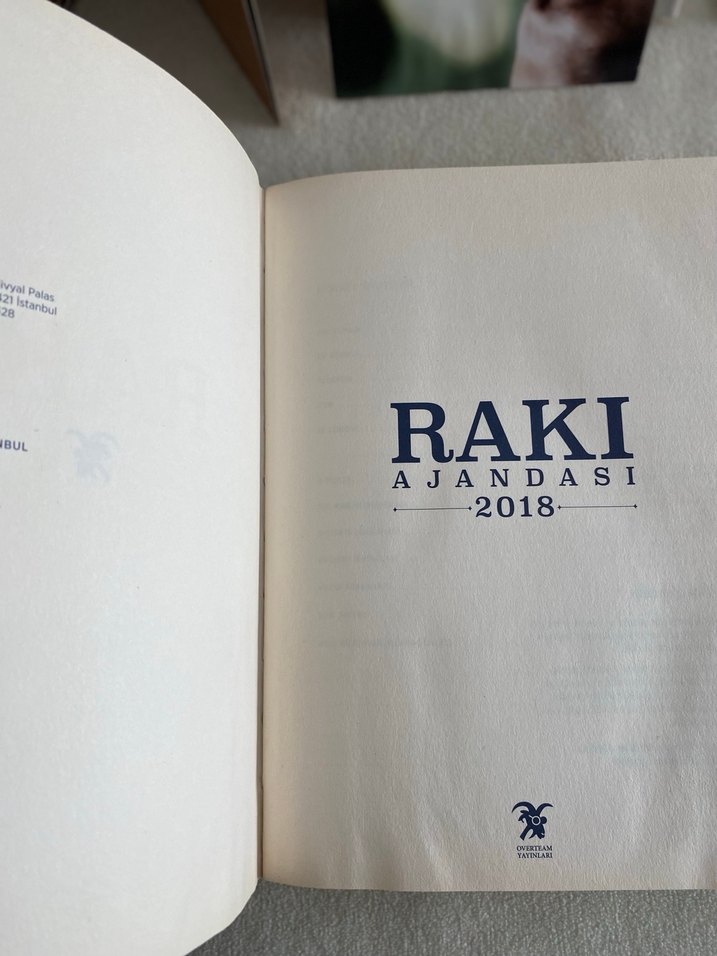 ivyal Palas
421 İstanbul
28
NBUL
RAKI
AJANDASI
2018
OVERTEAM
YAYINLARI